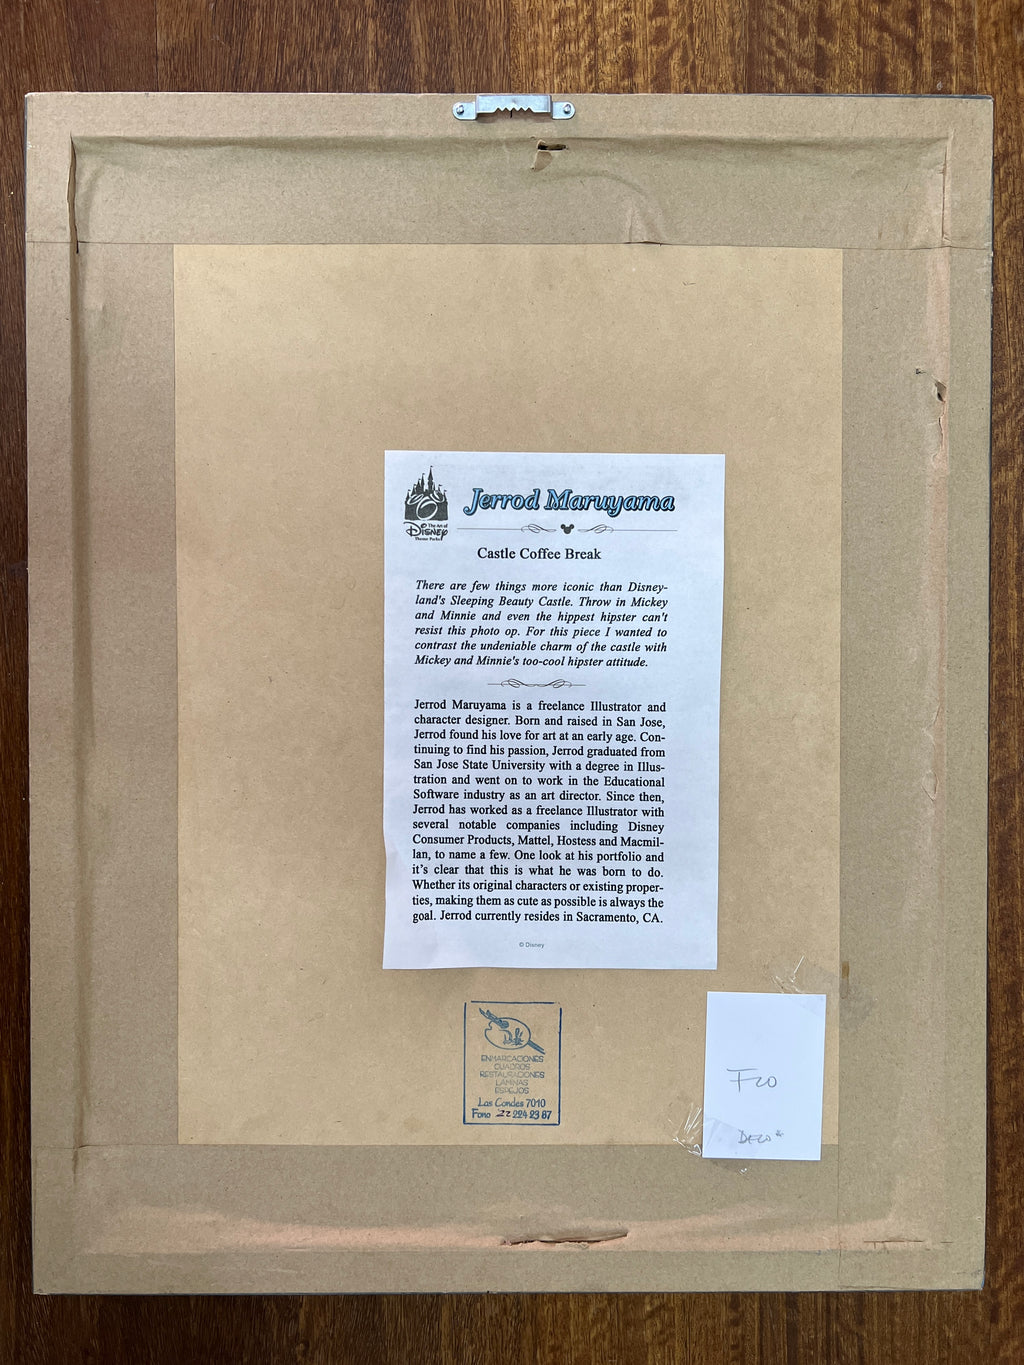 The Art of
Disney
Theme Parks
Jerrod Maruyama
Castle Coffee Break
There are few things more iconic than Disney-
land's Sleeping Beauty Castle. Throw in Mickey
and Minnie and even the hippest hipster can't
resist this photo op. For this piece I wanted to
contrast the undeniable charm of the castle with
Mickey and Minnie's too-cool hipster attitude.
Jerrod Maruyama is a freelance Illustrator and
character designer. Born and raised in San Jose,
Jerrod found his love for art at an early age. Con-
tinuing to find his passion, Jerrod graduated from
San Jose State University with a degree in Illus-
tration and went on to work in the Educational
Software industry as an art director. Since then,
Jerrod has worked as a freelance Illustrator with
several notable companies including Disney
Consumer Products, Mattel, Hostess and Macmil-
lan, to name a few. One look at his portfolio and
it's clear that this is what he was born to do.
Whether its original characters or existing proper-
ties, making them as cute as possible is always the
goal. Jerrod currently resides in Sacramento, CA.
© Disney
ENMARCACIONES
CUADROS
RESTAURACIONES
LAMINAS
ESPEJOS
Las Condes 7010
Fono 22 224 29 87